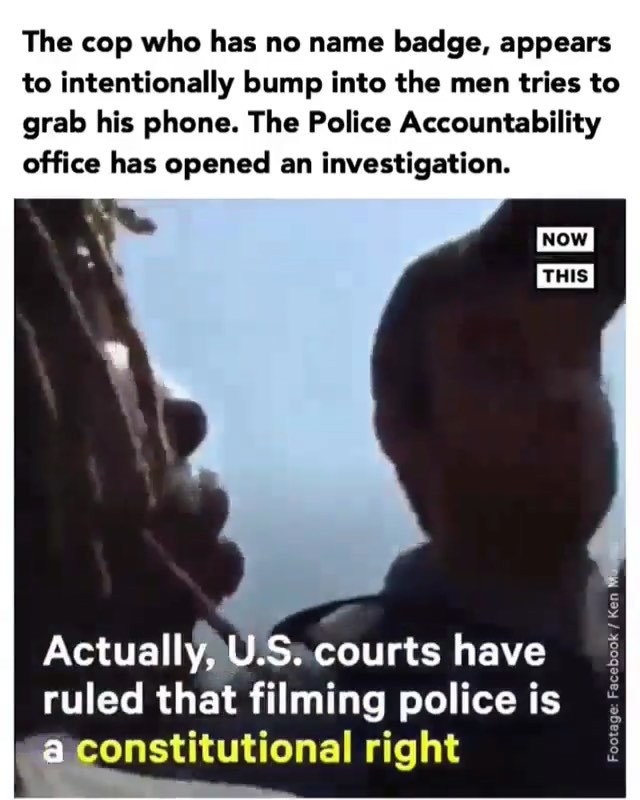 The cop who has no name badge, appears
to intentionally bump into the men tries to
grab his phone. The Police Accountability
office has opened an investigation.
NOW
THIS
Actually, U.S. courts have
ruled that filming police is
a constitutional right
Footage: Facebook / Ken